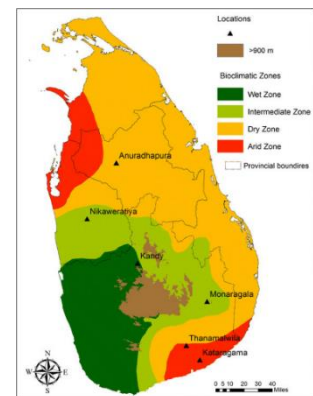 Locations
>900 m
Bioclimatic Zones
Wet Zone
Intermediate Zone
Dry Zone
Arid Zone
Provincial boundires
Anuradhapura
Nikaweratiya
Kandy
Monaragala
Thanamalwila
Kataragama
N
W
E
S
0 5 10 20 30 40
Miles